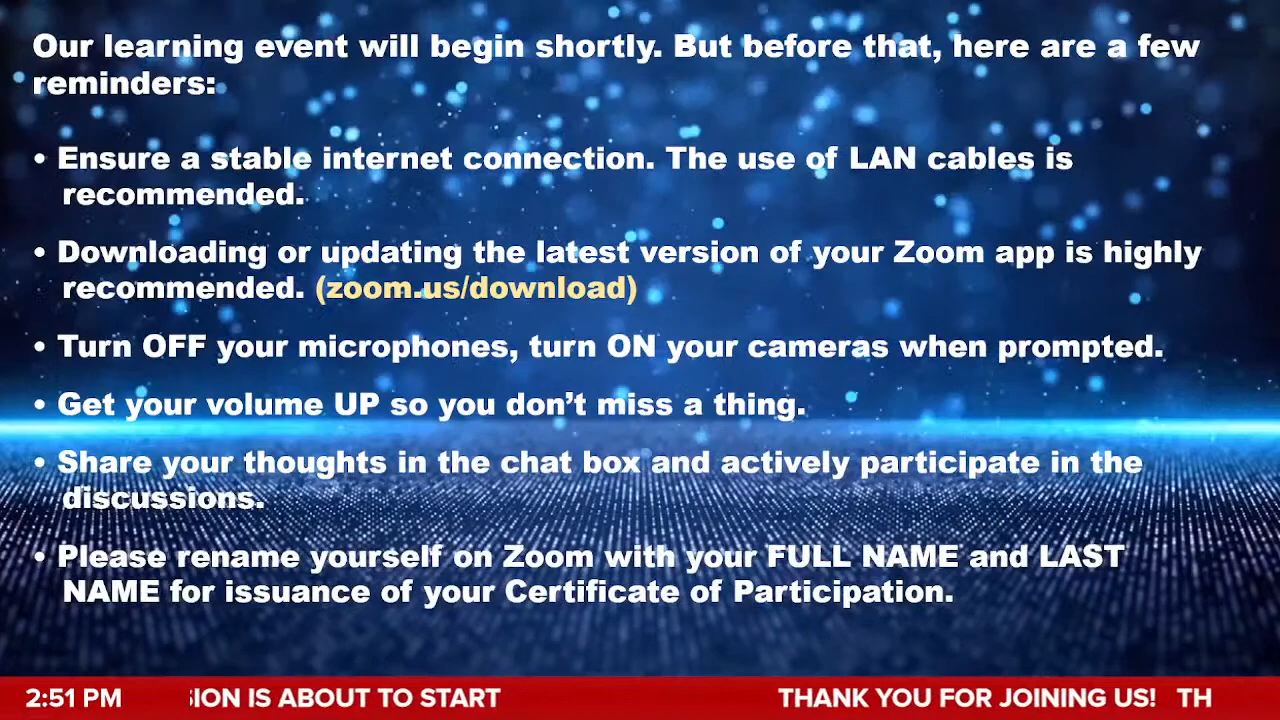 Our learning event will begin shortly. But before that, here are a few
reminders:
• Ensure a stable internet connection. The use of LAN cables is
recommended.
• Downloading or updating the latest version of your Zoom app is highly
recommended. (zoom.us/download)
• Turn OFF your microphones, turn ON your cameras when prompted.
• Get your volume UP so you don’t miss a thing.
• Share your thoughts in the chat box and actively participate in the
discussions.
• Please rename yourself on Zoom with your FULL NAME and LAST
NAME for issuance of your Certificate of Participation.
2:51 PM SION IS ABOUT TO START THANK YOU FOR JOINING US! TH